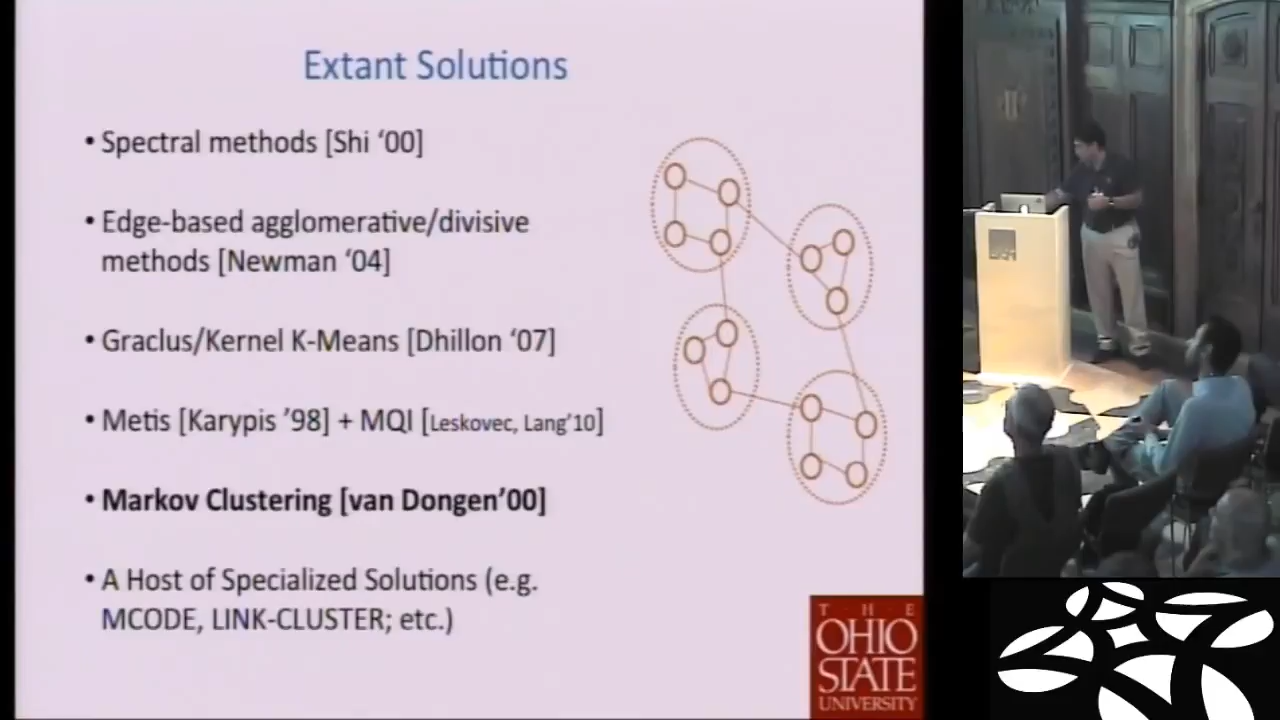 Extant Solutions
• Spectral methods [Shi ‘00]
• Edge-based agglomerative/divisive
methods [Newman ‘04]
• Graclus/Kernel K-Means [Dhillon ‘07]
• Metis [Karypis ’98] + MQI [Leskovec, Lang’10]
• Markov Clustering [van Dongen’00]
• A Host of Specialized Solutions (e.g.
MCODE, LINK-CLUSTER; etc.)
T · H · E
OHIO
STATE
UNIVERSITY